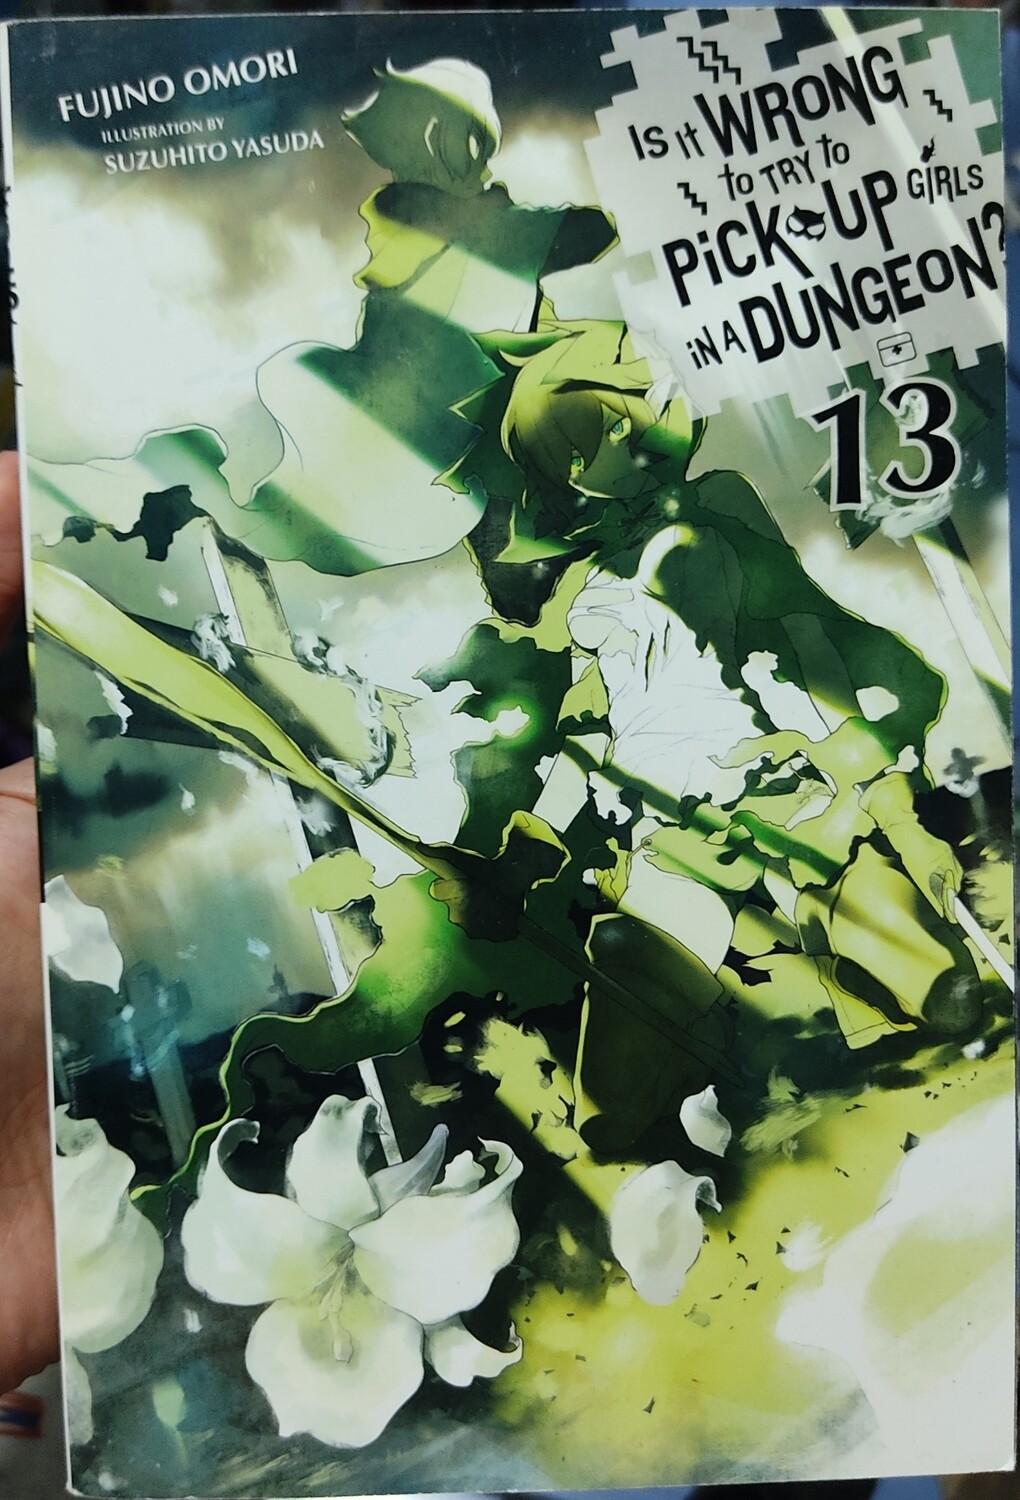 FUJINO OMORI
ILLUSTRATION BY
SUZUHITO YASUDA
IS It WRONG
to TRY to
PiCK UP GIRLS
iN A DUNGEON?
13